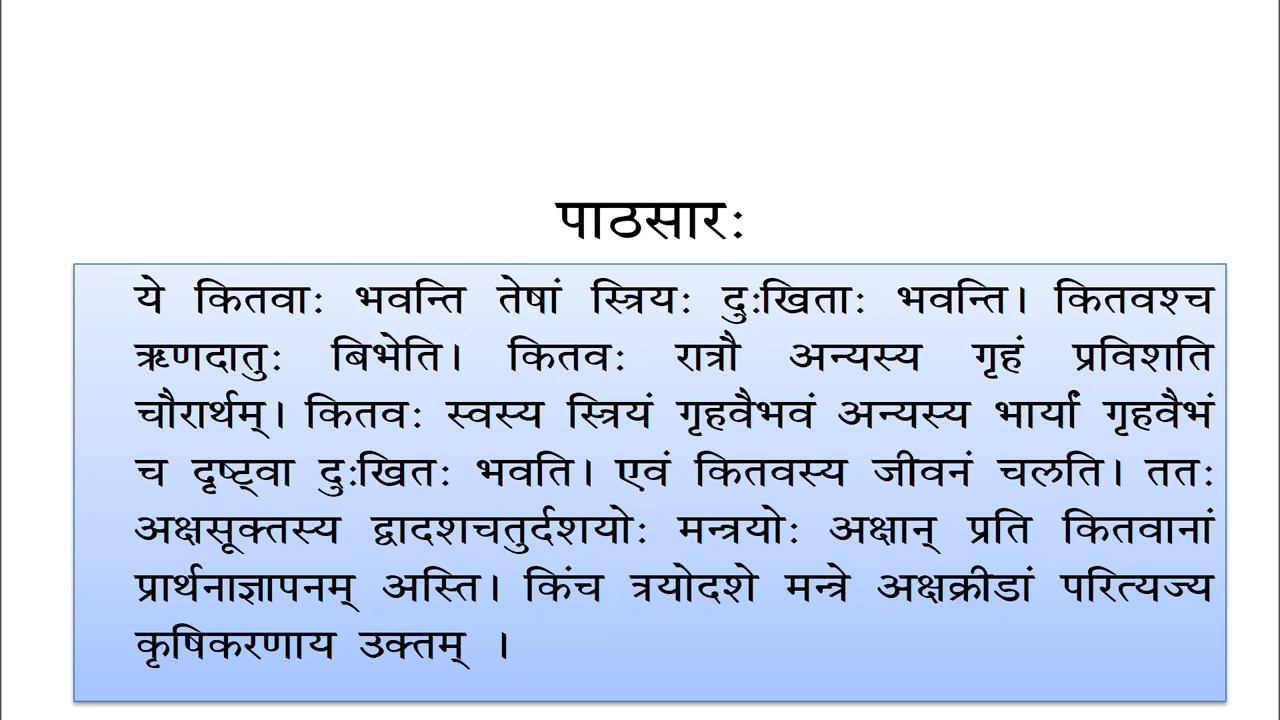 पाठसारः
ये कितवाः भवन्ति तेषां स्त्रियः दुःखिताः भवन्ति। कितवश्च
ऋणदातुः बिभेति। कितवः रात्रौ अन्यस्य गृहं प्रविशति
चौरार्थम्। कितवः स्वस्य स्त्रियं गृहवैभवं अन्यस्य भार्यां गृहवैभं
च दृष्ट्वा दुःखितः भवति। एवं कितवस्य जीवनं चलति। ततः
अक्षसूक्तस्य द्वादशचतुर्दशयोः मन्त्रयोः अक्षान् प्रति कितवानां
प्रार्थनाज्ञापनम् अस्ति। किंच त्रयोदशे मन्त्रे अक्षक्रीडां परित्यज्य
कृषिकरणाय उक्तम् ।